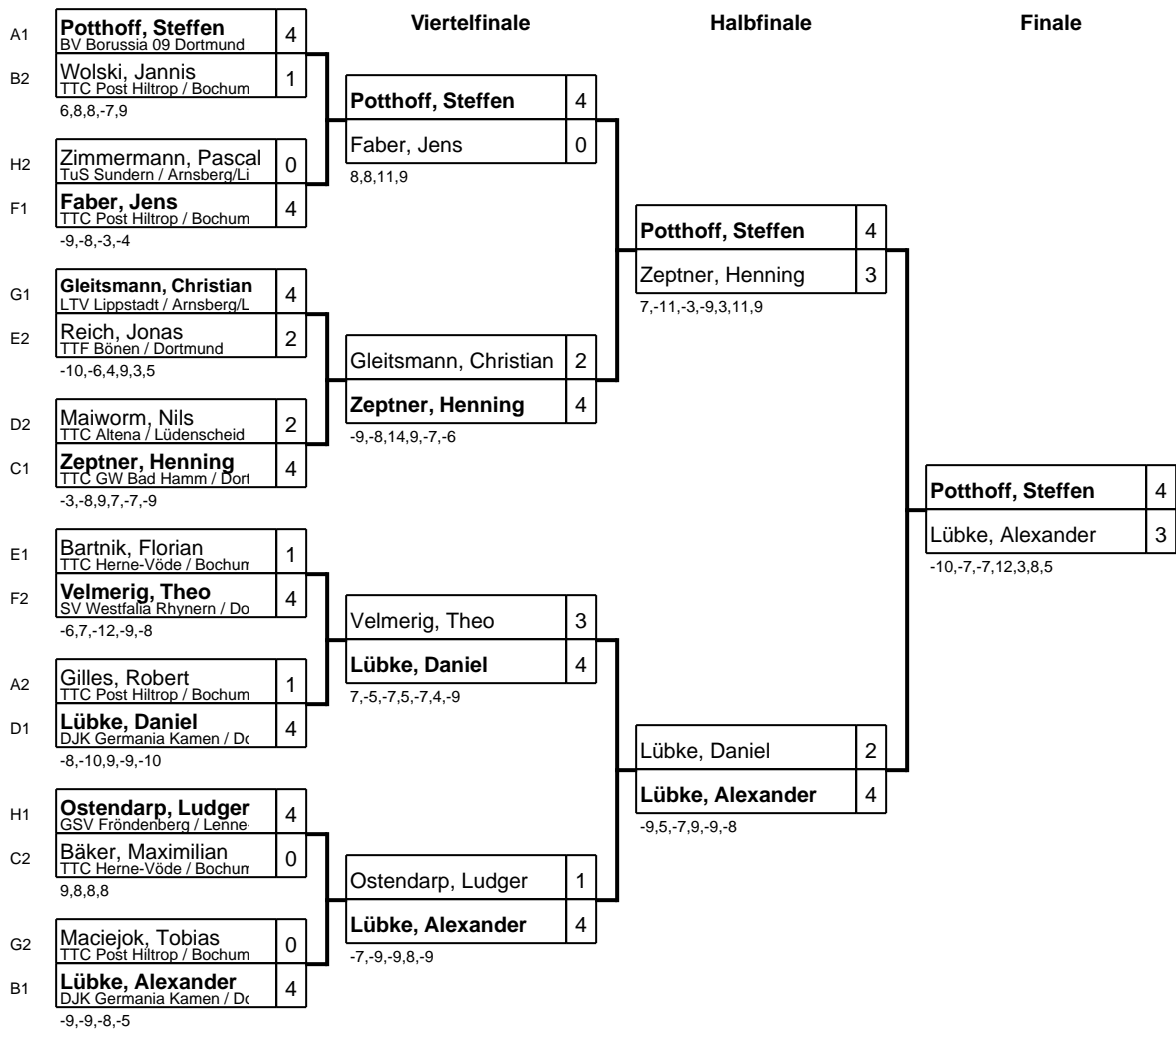 Viertelfinale
Halbfinale
Finale
A1 Potthoff, Steffen 4
BV Borussia 09 Dortmund
B2 Wolski, Jannis 1
TTC Post Hiltrop / Bochum
6,8,8,-7,9
H2 Zimmermann, Pascal 0
TuS Sundern / Arnsberg/Li
F1 Faber, Jens 4
TTC Post Hiltrop / Bochum
-9,-8,-3,-4
G1 Gleitsmann, Christian 4
LTV Lippstadt / Arnsberg/L
E2 Reich, Jonas 2
TTF Bönen / Dortmund
-10,-6,4,9,3,5
D2 Maiworm, Nils 2
TTC Altena / Lüdenscheid
C1 Zeptner, Henning 4
TTC GW Bad Hamm / Dort
-3,-8,9,7,-7,-9
E1 Bartnik, Florian 1
TTC Herne-Vöde / Bochum
F2 Velmerig, Theo 4
SV Westfalia Rhynern / Do
-6,7,-12,-9,-8
A2 Gilles, Robert 1
TTC Post Hiltrop / Bochum
D1 Lübke, Daniel 4
DJK Germania Kamen / Do
-8,-10,9,-9,-10
H1 Ostendarp, Ludger 4
GSV Fröndenberg / Lenne-
C2 Bäker, Maximilian 0
TTC Herne-Vöde / Bochum
9,8,8,8
G2 Maciejok, Tobias 0
TTC Post Hiltrop / Bochum
B1 Lübke, Alexander 4
DJK Germania Kamen / Do
-9,-9,-8,-5
Potthoff, Steffen 4
Faber, Jens 0
8,8,11,9
Gleitsmann, Christian 2
Zeptner, Henning 4
-9,-8,14,9,-7,-6
Velmerig, Theo 3
Lübke, Daniel 4
7,-5,-7,5,-7,4,-9
Ostendarp, Ludger 1
Lübke, Alexander 4
-7,-9,-9,8,-9
Potthoff, Steffen 4
Zeptner, Henning 3
7,-11,-3,-9,3,11,9
Lübke, Daniel 2
Lübke, Alexander 4
-9,5,-7,9,-9,-8
Potthoff, Steffen 4
Lübke, Alexander 3
-10,-7,-7,12,3,8,5